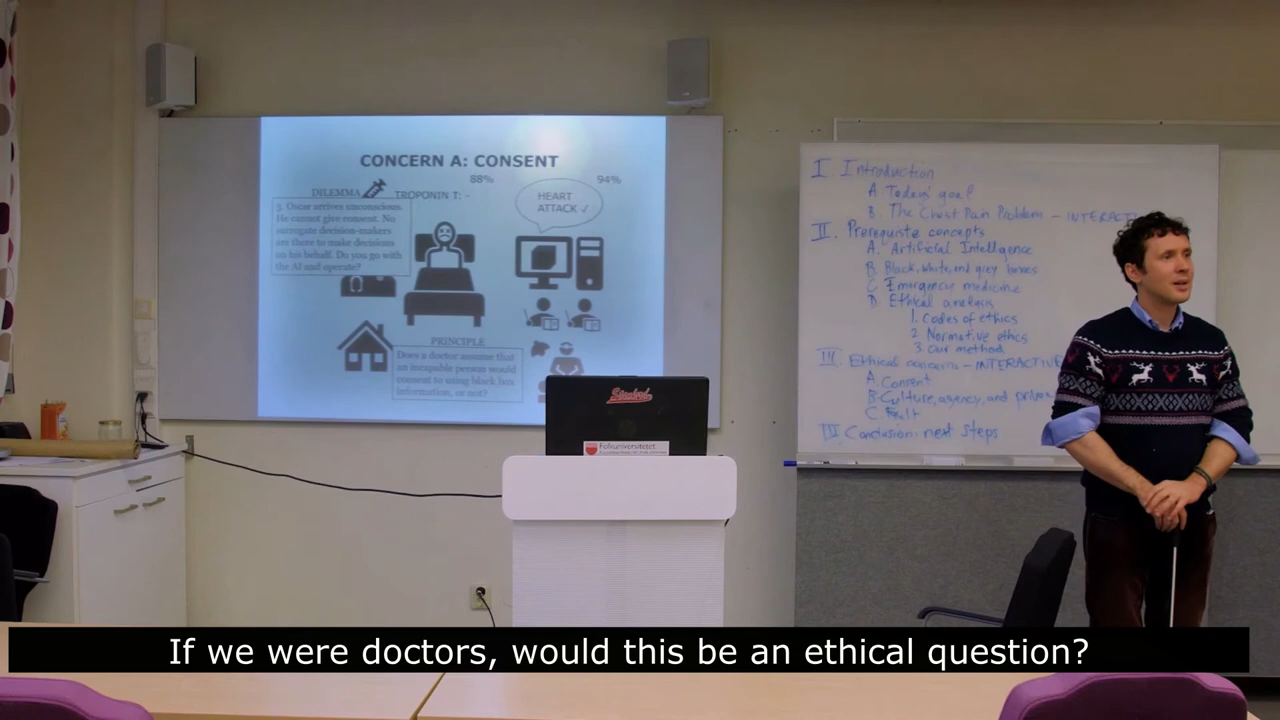 CONCERN A: CONSENT
DILEMMA
3. Oscar arrives unconscious.
He cannot give consent. No
surrogate decision-makers
are there to make decisions
on his behalf. Do you go with
the AI and operate?
TROPONIN T: -
88%
HEART
ATTACK ✓
94%
PRINCIPLE
Does a doctor assume that
an incapable person would
consent to using black box
information, or not?
Folkuniversitetet
I Introduction
A. Today's goal
B. The Chest Pain Problem - INTERACTI
II. Prerequiste concepts
A. Artificial Intelligence
B. Black, white, and grey boxes
C. Emergency medicine
D. Ethical analysis
1. Codes of ethics
2. Normative ethics
3. Our method
III. Ethical concerns - INTERACTIVE
A. Consent
B. Culture, agency, and
C. Fault
IV Conclusion: next steps
If we were doctors, would this be an ethical question?